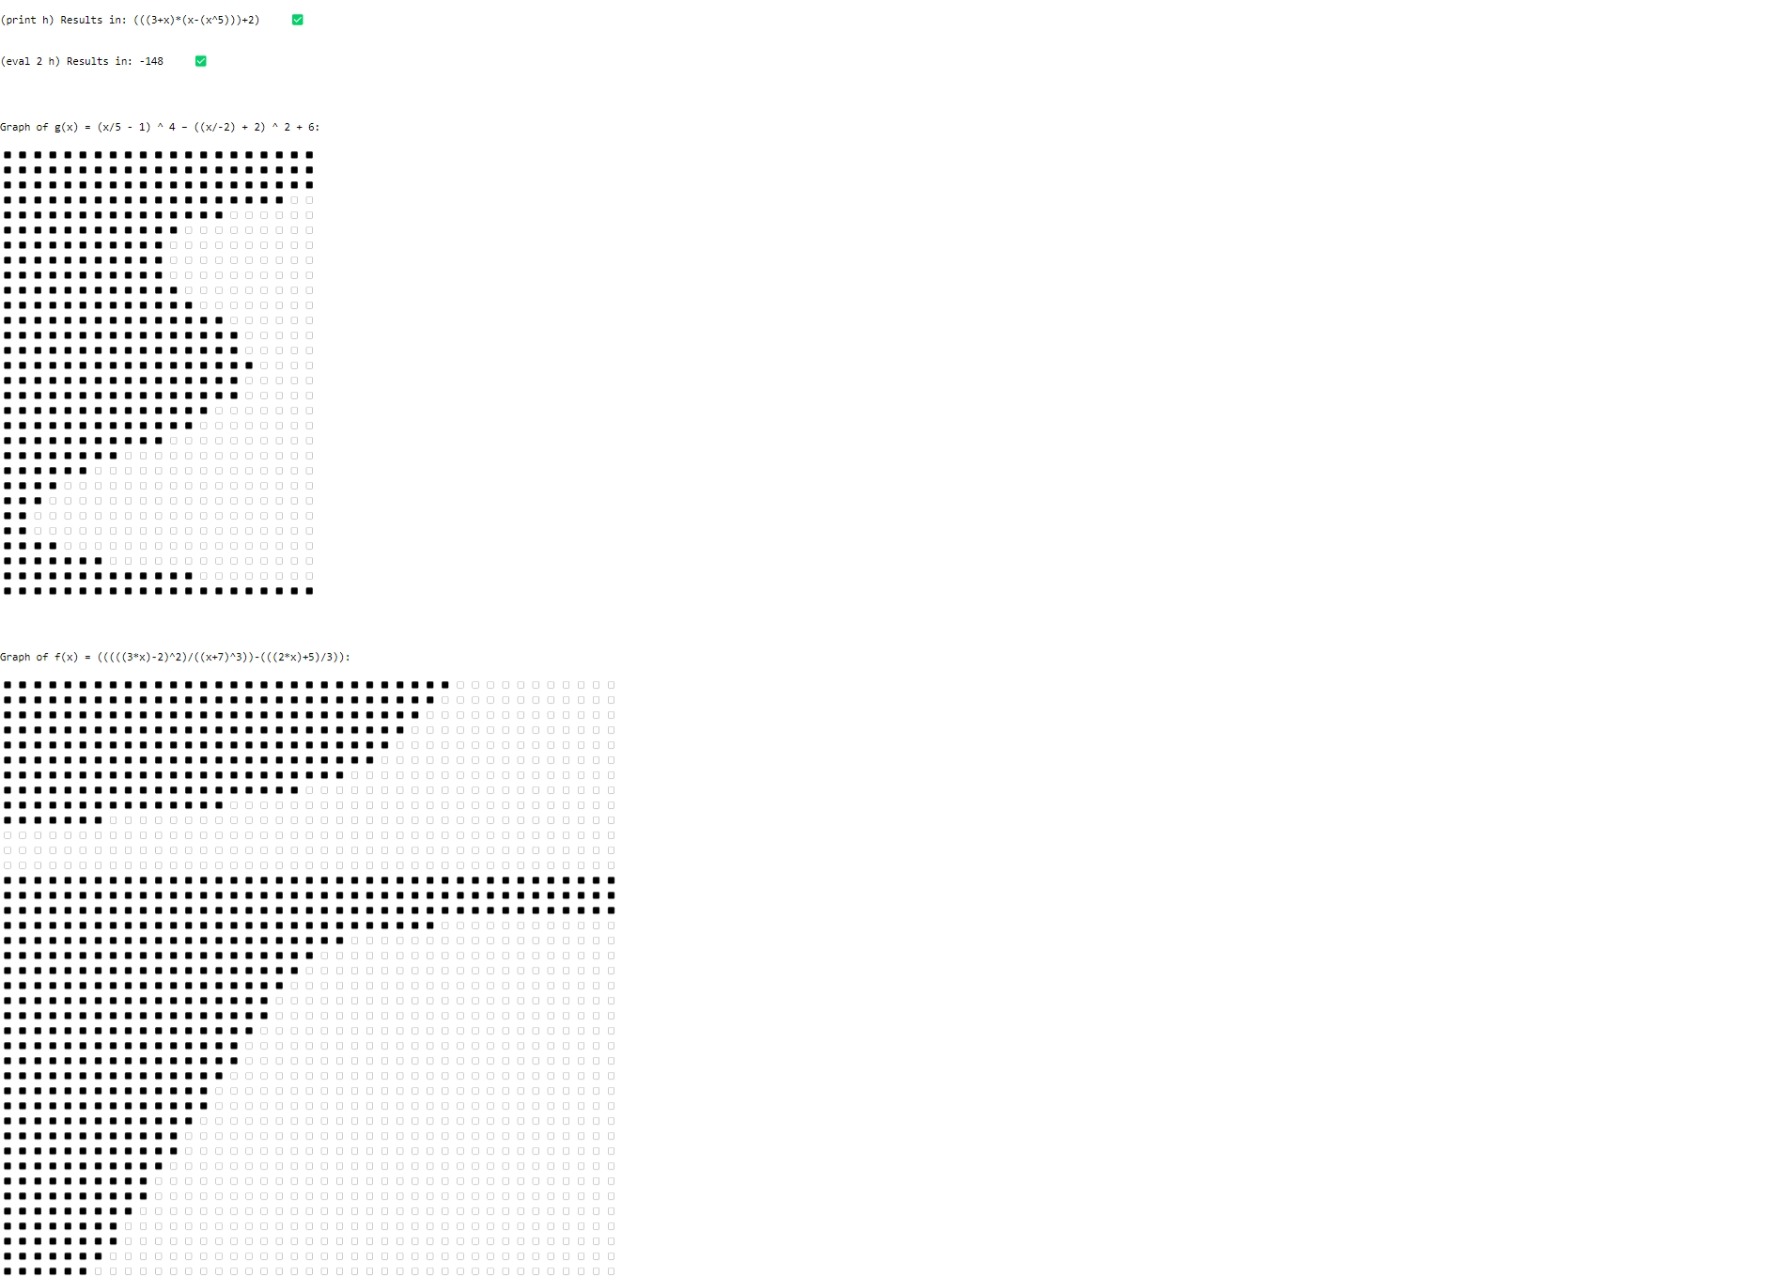 (print h) Results in: (((3+x)*(x-(x^5)))+2) ✅
(eval 2 h) Results in: -148 ✅
Graph of g(x) = (x/5 - 1) ^ 4 – ((x/-2) + 2) ^ 2 + 6:
Graph of f(x) = (((((3*x)-2)^2)/((x+7)^3))-(((2*x)+5)/3)):